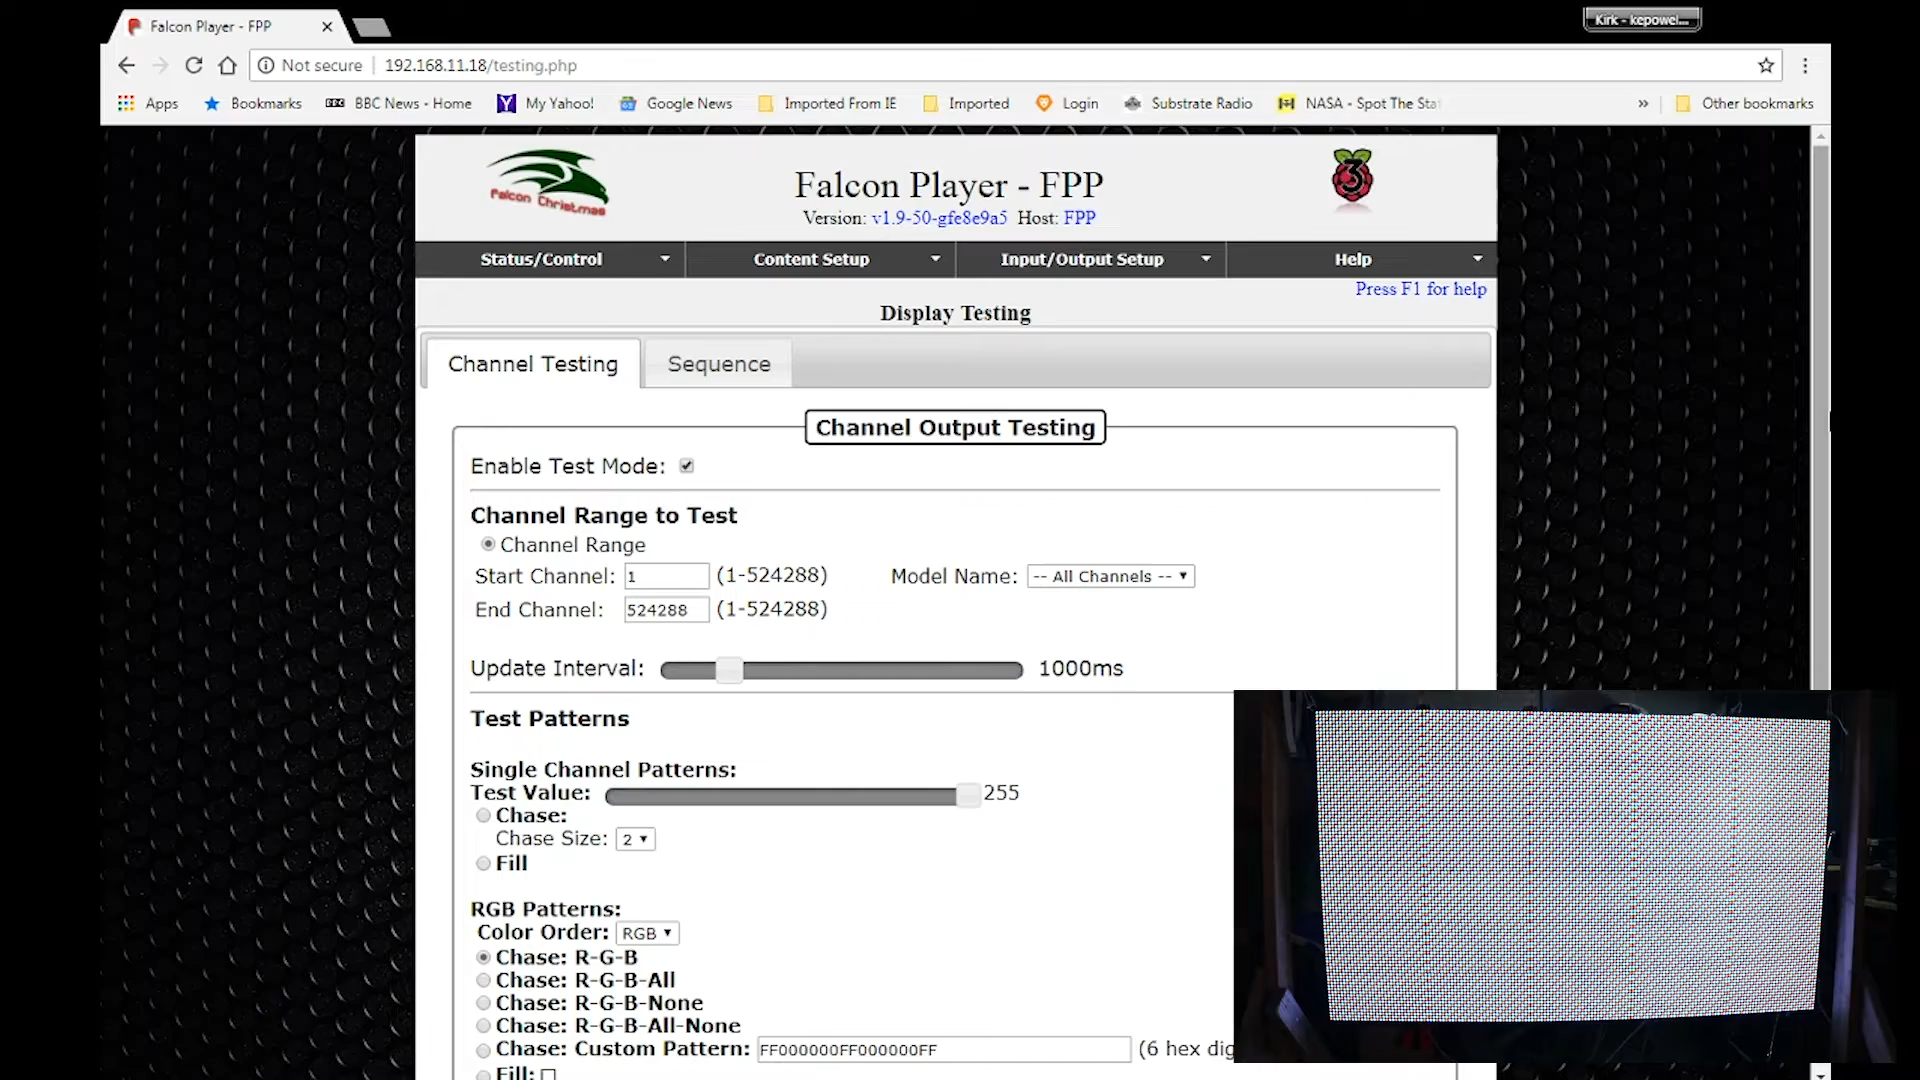 Falcon Player - FPP
Kirk - kepowel...
Not secure 192.168.11.18/testing.php
Apps Bookmarks BBC News - Home My Yahoo! Google News Imported From IE Imported Login Substrate Radio NASA - Spot The Sta » Other bookmarks
Falcon Christmas
3
Falcon Player - FPP
Version: v1.9-50-gfe8e9a5 Host: FPP
Status/Control Content Setup Input/Output Setup Help
Press F1 for help
Display Testing
Channel Testing Sequence
Channel Output Testing
Enable Test Mode:
Channel Range to Test
Channel Range
Start Channel: 1 (1-524288) Model Name: -- All Channels --
End Channel: 524288 (1-524288)
Update Interval: 1000ms
Test Patterns
Single Channel Patterns:
Test Value: 255
Chase:
Chase Size: 2
Fill
RGB Patterns:
Color Order: RGB
Chase: R-G-B
Chase: R-G-B-All
Chase: R-G-B-None
Chase: R-G-B-All-None
Chase: Custom Pattern: FF000000FF000000FF (6 hex dig
Fill: